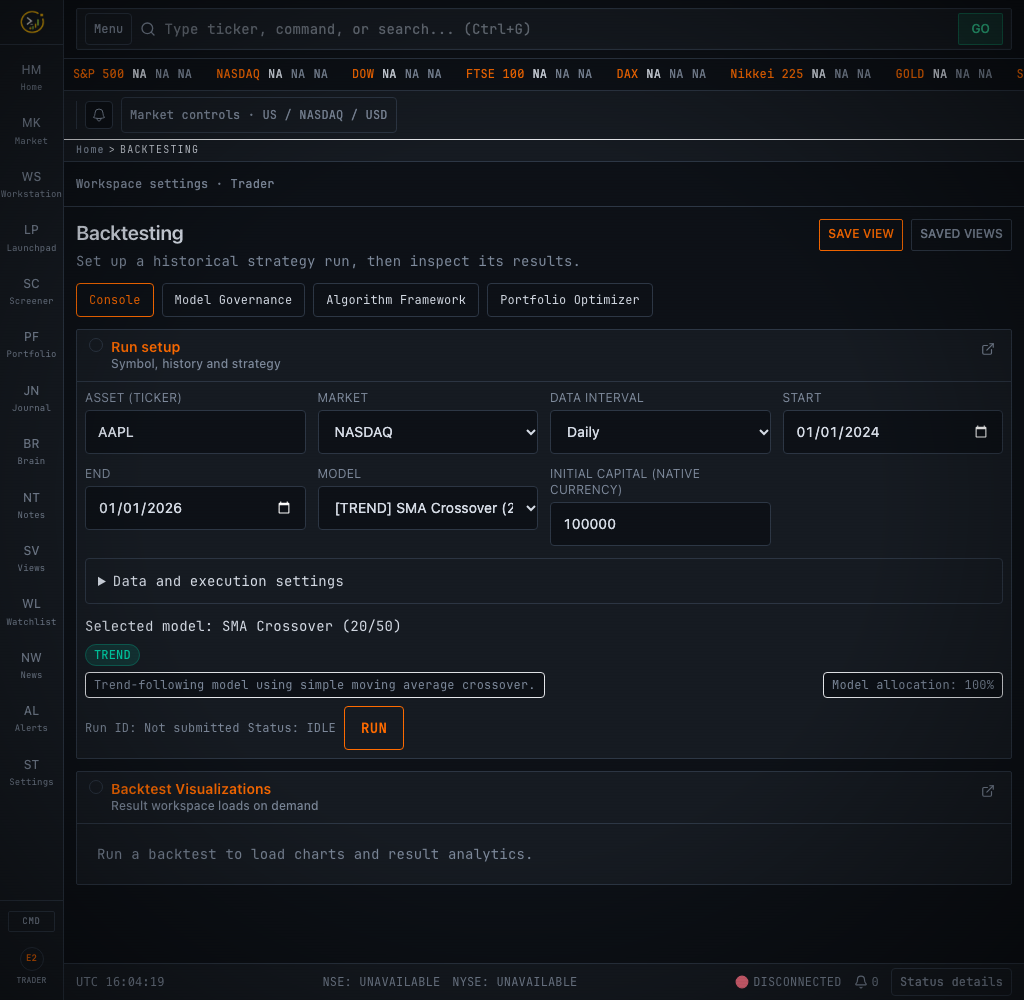 Menu
Type ticker, command, or search... (Ctrl+G)
GO
S&P 500 NA NA NA
NASDAQ NA NA NA
DOW NA NA NA
FTSE 100 NA NA NA
DAX NA NA NA
Nikkei 225 NA NA NA
GOLD NA NA NA
S
Market controls · US / NASDAQ / USD
Home > BACKTESTING
Workspace settings · Trader
HM
Home
MK
Market
WS
Workstation
LP
Launchpad
SC
Screener
PF
Portfolio
JN
Journal
BR
Brain
NT
Notes
SV
Views
WL
Watchlist
NW
News
AL
Alerts
ST
Settings
CMD
E2
TRADER
Backtesting
SAVE VIEW
SAVED VIEWS
Set up a historical strategy run, then inspect its results.
Console
Model Governance
Algorithm Framework
Portfolio Optimizer
Run setup
Symbol, history and strategy
ASSET (TICKER)
AAPL
MARKET
NASDAQ
DATA INTERVAL
Daily
START
01/01/2024
END
01/01/2026
MODEL
[TREND] SMA Crossover (2
INITIAL CAPITAL (NATIVE
CURRENCY)
100000
Data and execution settings
Selected model: SMA Crossover (20/50)
TREND
Trend-following model using simple moving average crossover.
Model allocation: 100%
Run ID: Not submitted Status: IDLE
RUN
Backtest Visualizations
Result workspace loads on demand
Run a backtest to load charts and result analytics.
UTC 16:04:19
NSE: UNAVAILABLE
NYSE: UNAVAILABLE
DISCONNECTED
0
Status details